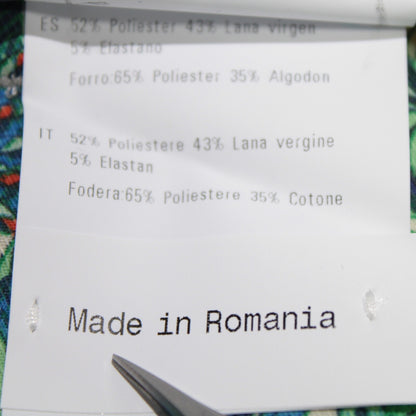 ES 52% Poliester 43% Lana virgen
5% Elastano
Forro:65% Poliester 35% Algodon
IT 52% Poliestere 43% Lana vergine
5% Elastan
Fodera:65% Poliestere 35% Cotone
Made in Romania